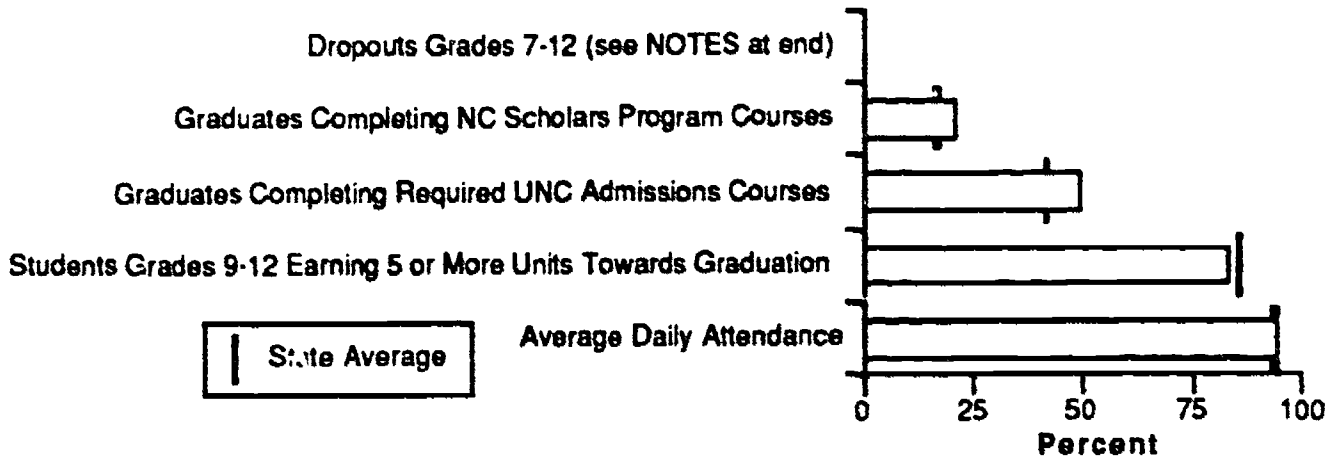 Dropouts Grades 7-12 (see NOTES at end)
Graduates Completing NC Scholars Program Courses
Graduates Completing Required UNC Admissions Courses
Students Grades 9-12 Earning 5 or More Units Towards Graduation
Average Daily Attendance
State Average
0 25 50 75 100
Percent